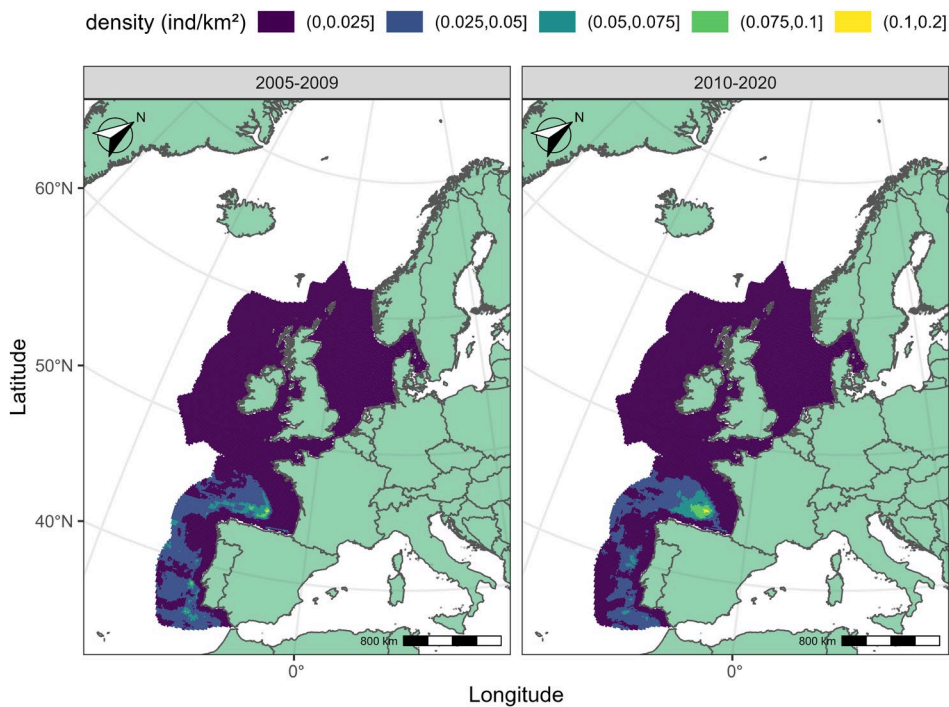 density (ind/km²) (0,0.025] (0.025,0.05] (0.05,0.075] (0.075,0.1] (0.1,0.2]
2005-2009 2010-2020
N N
60°N
50°N
40°N
Latitude
800 km 800 km
0° 0°
Longitude